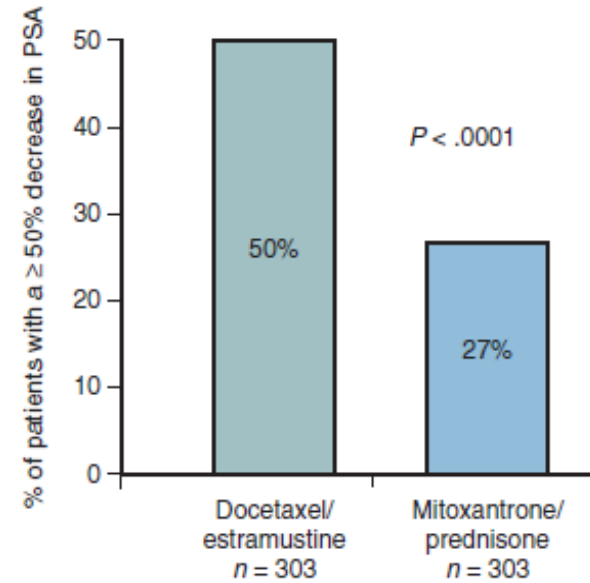 % of patients with a ≥ 50% decrease in PSA
50
40
30
20
10
0
P < .0001
50%
27%
Docetaxel/
estramustine
n = 303
Mitoxantrone/
prednisone
n = 303